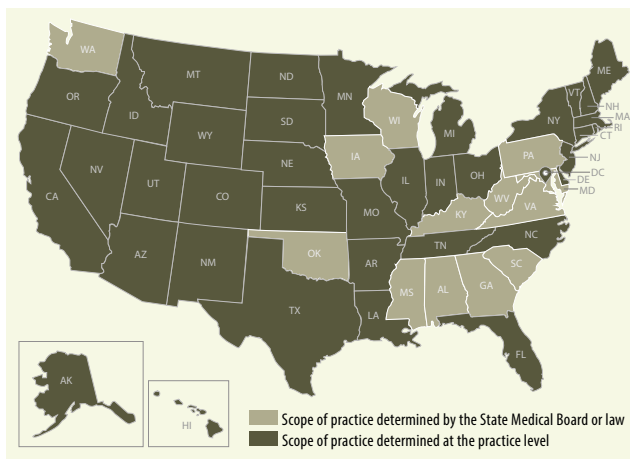 WA
MT
ND
MN
ME
VT
NH
MA
RI
CT
NY
OR
ID
SD
WI
MI
WY
IA
PA
NJ
NE
OH
DC
DE
MD
NV
UT
IL
IN
WV
VA
CO
CA
KS
MO
KY
NC
TN
OK
AZ
NM
AR
SC
MS
AL
GA
TX
LA
FL
AK
HI
Scope of practice determined by the State Medical Board or law
Scope of practice determined at the practice level